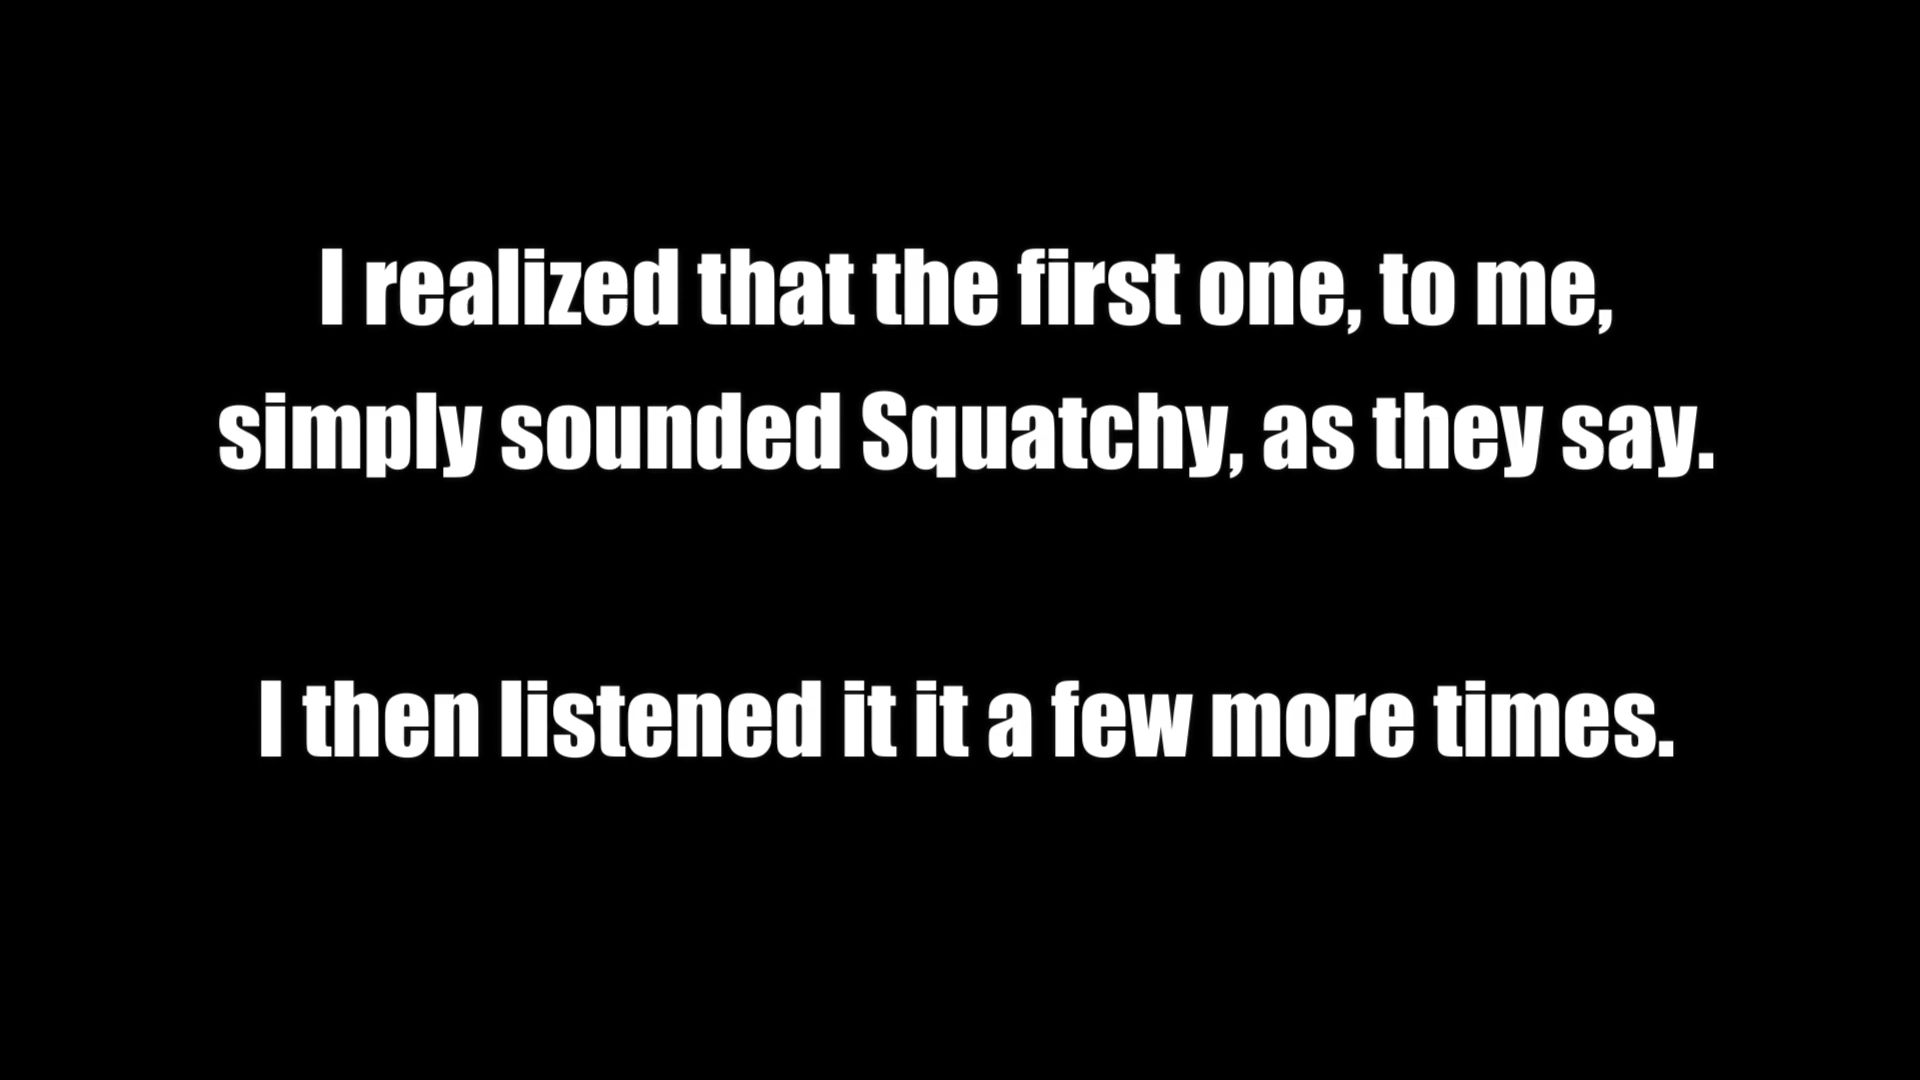 I realized that the first one, to me,
simply sounded Squatchy, as they say.
I then listened it it a few more times.